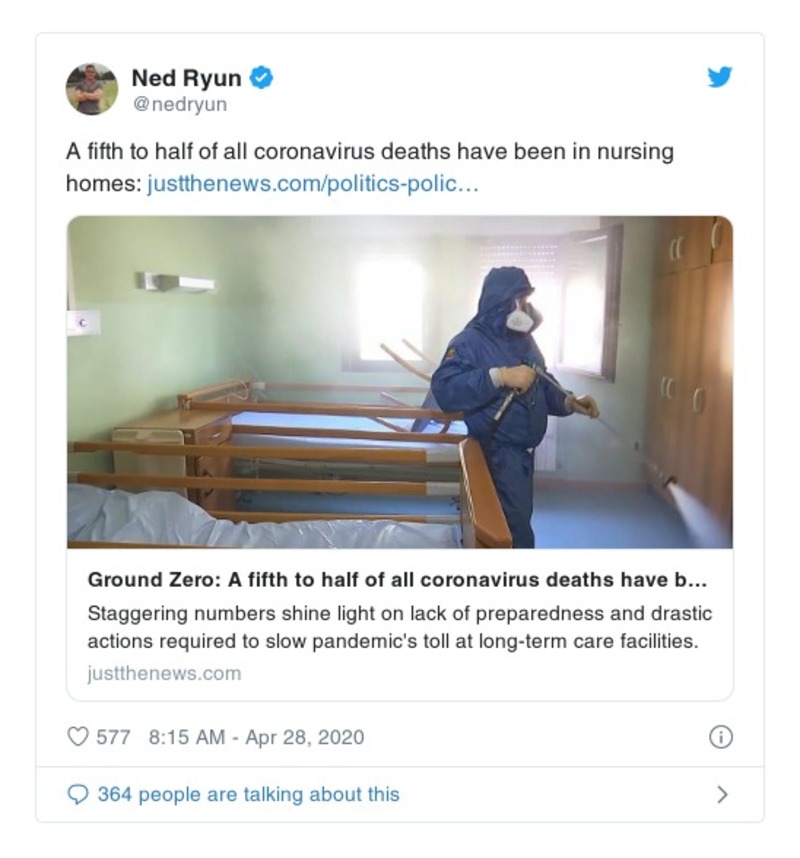 Ned Ryun
@nedryun
A fifth to half of all coronavirus deaths have been in nursing
homes: justthenews.com/politics-polic…
Ground Zero: A fifth to half of all coronavirus deaths have b...
Staggering numbers shine light on lack of preparedness and drastic
actions required to slow pandemic's toll at long-term care facilities.
justthenews.com
577 8:15 AM - Apr 28, 2020
364 people are talking about this